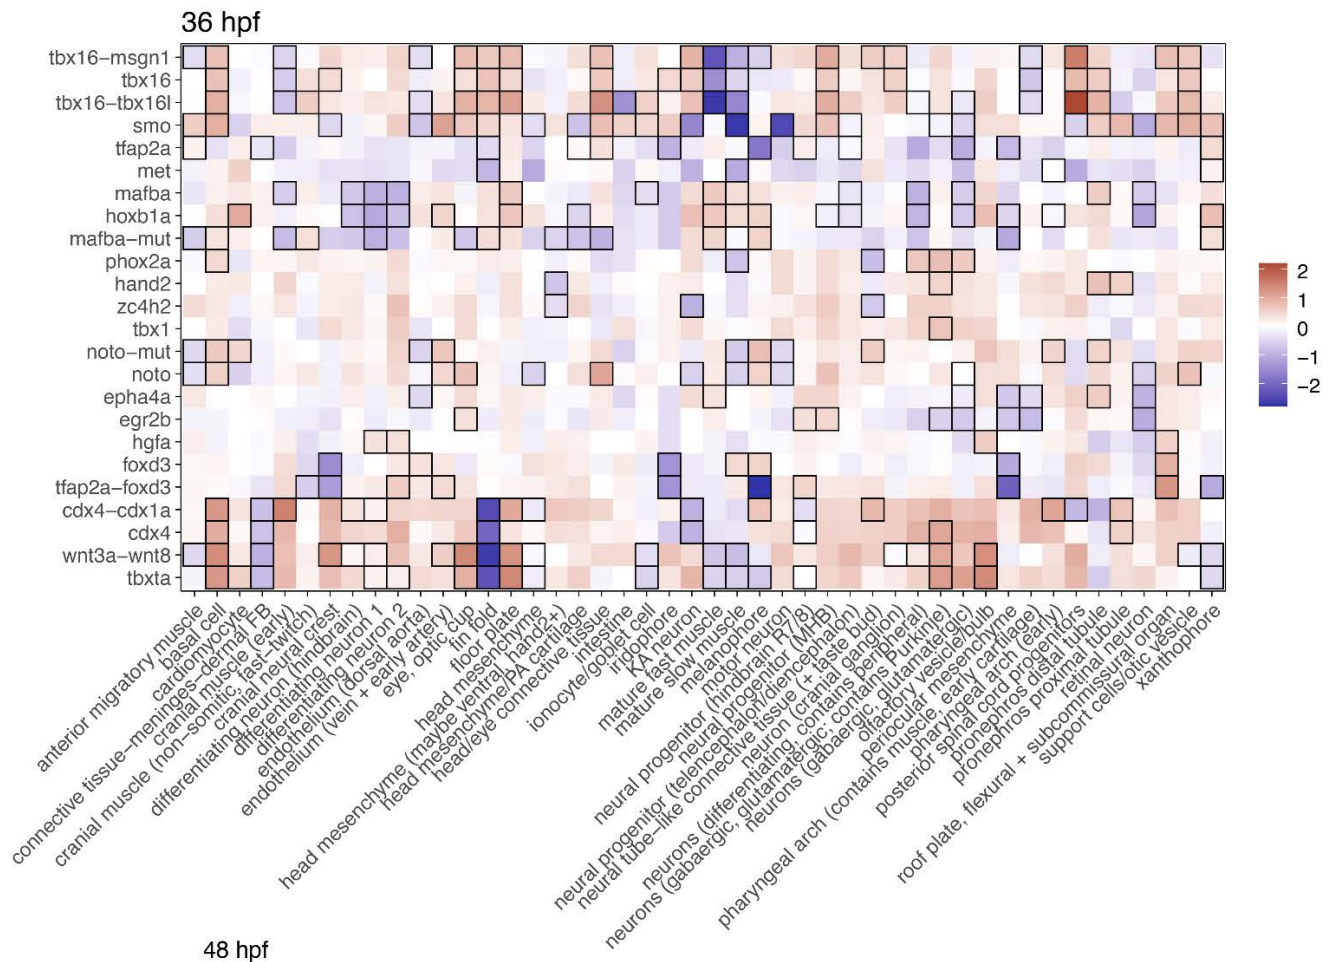 36 hpf
tbx16−msgn1
tbx16
tbx16−tbx16l
smo
tfap2a
met
mafba
hoxb1a
mafba−mut
phox2a
hand2
zc4h2
tbx1
noto−mut
noto
epha4a
egr2b
hgfa
foxd3
tfap2a−foxd3
cdx4−cdx1a
cdx4
wnt3a−wnt8
tbxta
2
1
0
−1
−2
anterior migratory muscle
basal cell
cardiomyocyte
connective tissue−meninges−dermal FB
cranial muscle (early)
cranial muscle (non−somitic, fast−twitch)
cranial neural crest
differentiating neuron (hindbrain)
differentiating neuron 1
differentiating neuron 2
endothelium (dorsal aorta)
endothelium (vein + early artery)
eye, optic cup
fin fold
floor plate
head mesenchyme
head mesenchyme (maybe ventral, hand2+)
head mesenchyme/PA cartilage
head/eye connective tissue
intestine
ionocyte/goblet cell
iridophore
KA neuron
mature fast muscle
mature slow muscle
melanophore
motor neuron
neural progenitor (hindbrain R7/8)
neural progenitor (MHB)
neural progenitor (telencephalon/diencephalon)
neural tube−like connective tissue (+ taste bud)
neuron (cranial ganglion)
neurons (differentiating, contains peripheral)
neurons (gabaergic, glutamatergic, contains Purkinle)
neurons (gabaergic, glutamatergic)
olfactory vesicle/bulb
periocular mesenchyme
pharyngeal arch (contains muscle, early cartilage)
pharyngeal arch (early)
posterior spinal cord progenitors
pronephros distal tubule
pronephros proximal tubule
retinal neuron
roof plate, flexural + subcommissural organ
support cells/otic vesicle
xanthophore
48 hpf